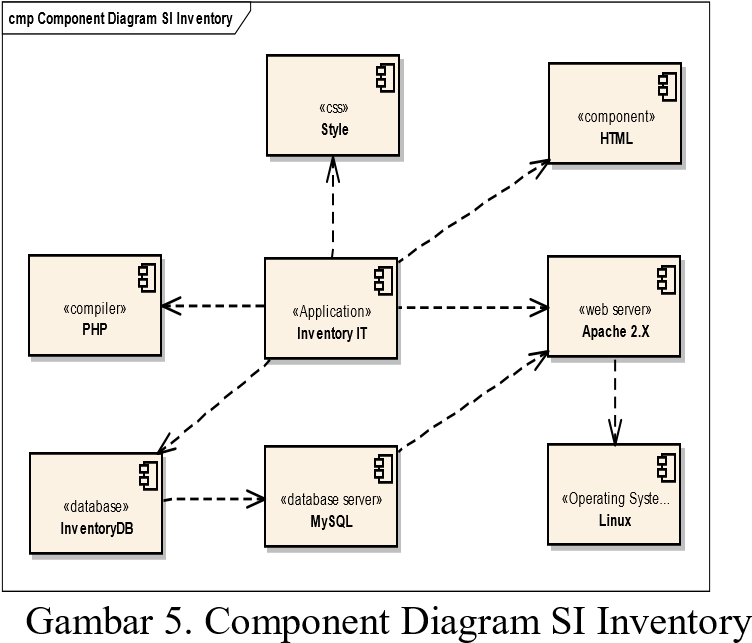 cmp Component Diagram SI Inventory
«css»
Style
«component»
HTML
«compiler»
PHP
«Application»
Inventory IT
«web server»
Apache 2.X
«database»
InventoryDB
«database server»
MySQL
«Operating Syste...
Linux
Gambar 5. Component Diagram SI Inventory